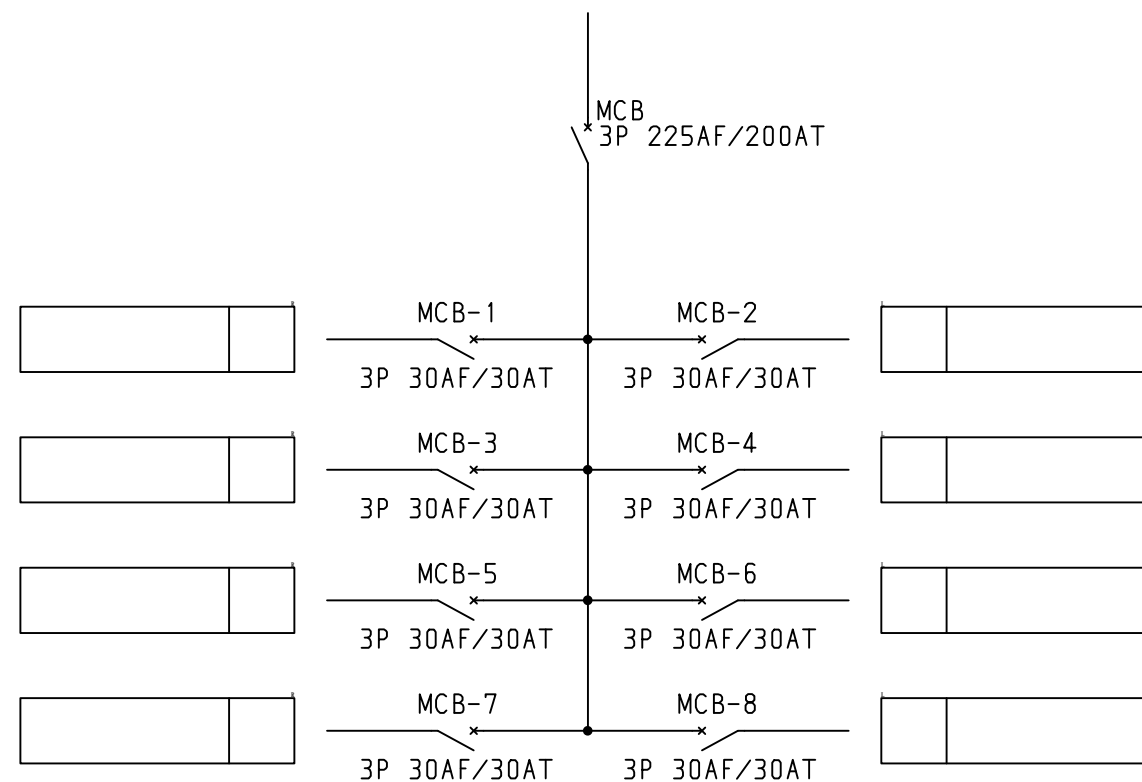 MCB
3P 225AF/200AT
MCB-1 MCB-2
3P 30AF/30AT 3P 30AF/30AT
MCB-3 MCB-4
3P 30AF/30AT 3P 30AF/30AT
MCB-5 MCB-6
3P 30AF/30AT 3P 30AF/30AT
MCB-7 MCB-8
3P 30AF/30AT 3P 30AF/30AT